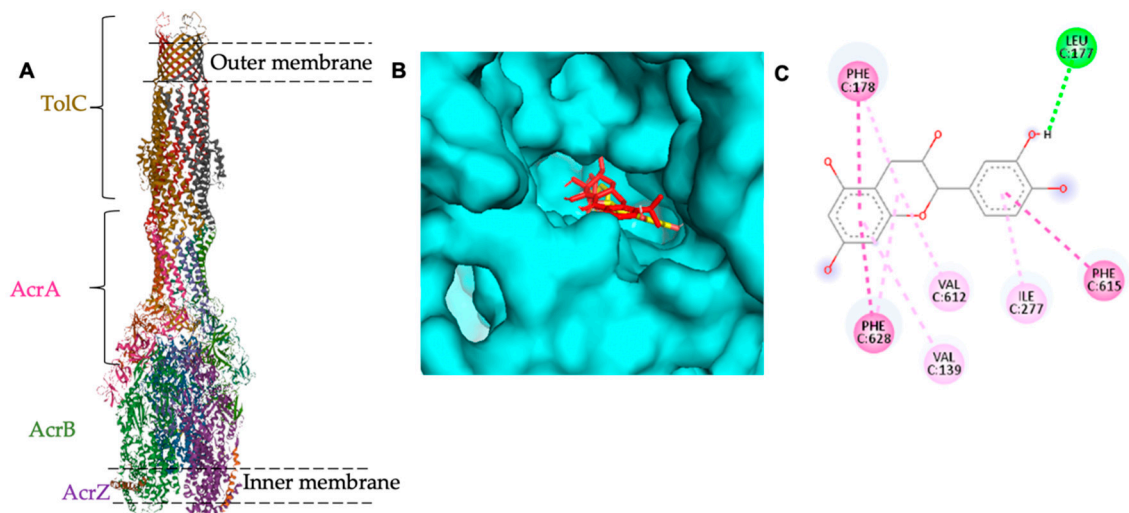 A
TolC
Outer membrane
AcrA
AcrB
AcrZ
Inner membrane
B
C
LEU
C:177
PHE
C:178
H
O
O
O
O
O
O
PHE
C:615
VAL
C:612
ILE
C:277
PHE
C:628
VAL
C:139